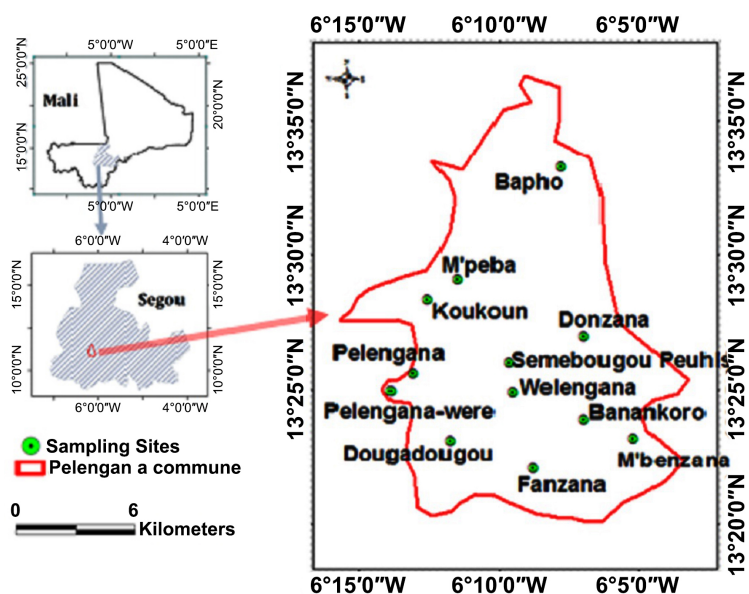 5°0'0"W 5°0'0"E
25°0'0"N
20°0'0"N
15°0'0"N
Mali
5°0'0"W 5°0'0"E
6°0'0"W 4°0'0"W
15°0'0"N
15°0'0"N
10°0'0"N
10°0'0"N
Segou
6°0'0"W 4°0'0"W
Sampling Sites
Pelengan a commune
0 6
Kilometers
6°15'0"W 6°10'0"W 6°5'0"W
13°35'0"N
13°35'0"N
13°30'0"N
13°30'0"N
13°25'0"N
13°25'0"N
13°20'0"N
Bapho
M'peba
Koukoun
Donzana
Pelengana
Semebougou Peuhls
Welengana
Pelengana-were
Banankoro
Dougadougou
M'benzana
Fanzana
6°15'0"W 6°10'0"W 6°5'0"W